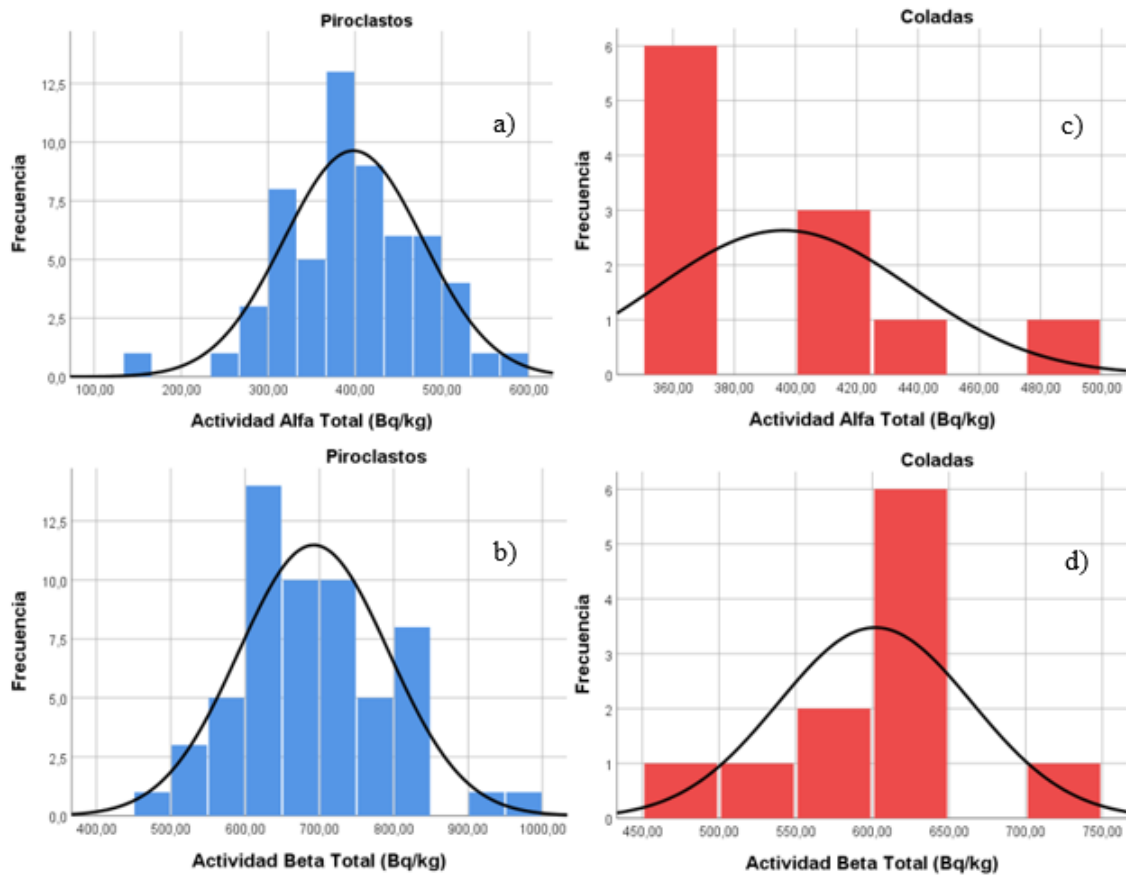 Piroclastos
12,5
10,0
7,5
5,0
2,5
0,0
Frecuencia
a)
100,00 200,00 300,00 400,00 500,00 600,00
Actividad Alfa Total (Bq/kg)
Coladas
6
5
4
3
2
1
0
Frecuencia
c)
360,00 380,00 400,00 420,00 440,00 460,00 480,00 500,00
Actividad Alfa Total (Bq/kg)
Piroclastos
12,5
10,0
7,5
5,0
2,5
0,0
Frecuencia
b)
400,00 500,00 600,00 700,00 800,00 900,00 1000,00
Actividad Beta Total (Bq/kg)
Coladas
6
5
4
3
2
1
0
Frecuencia
d)
450,00 500,00 550,00 600,00 650,00 700,00 750,00
Actividad Beta Total (Bq/kg)